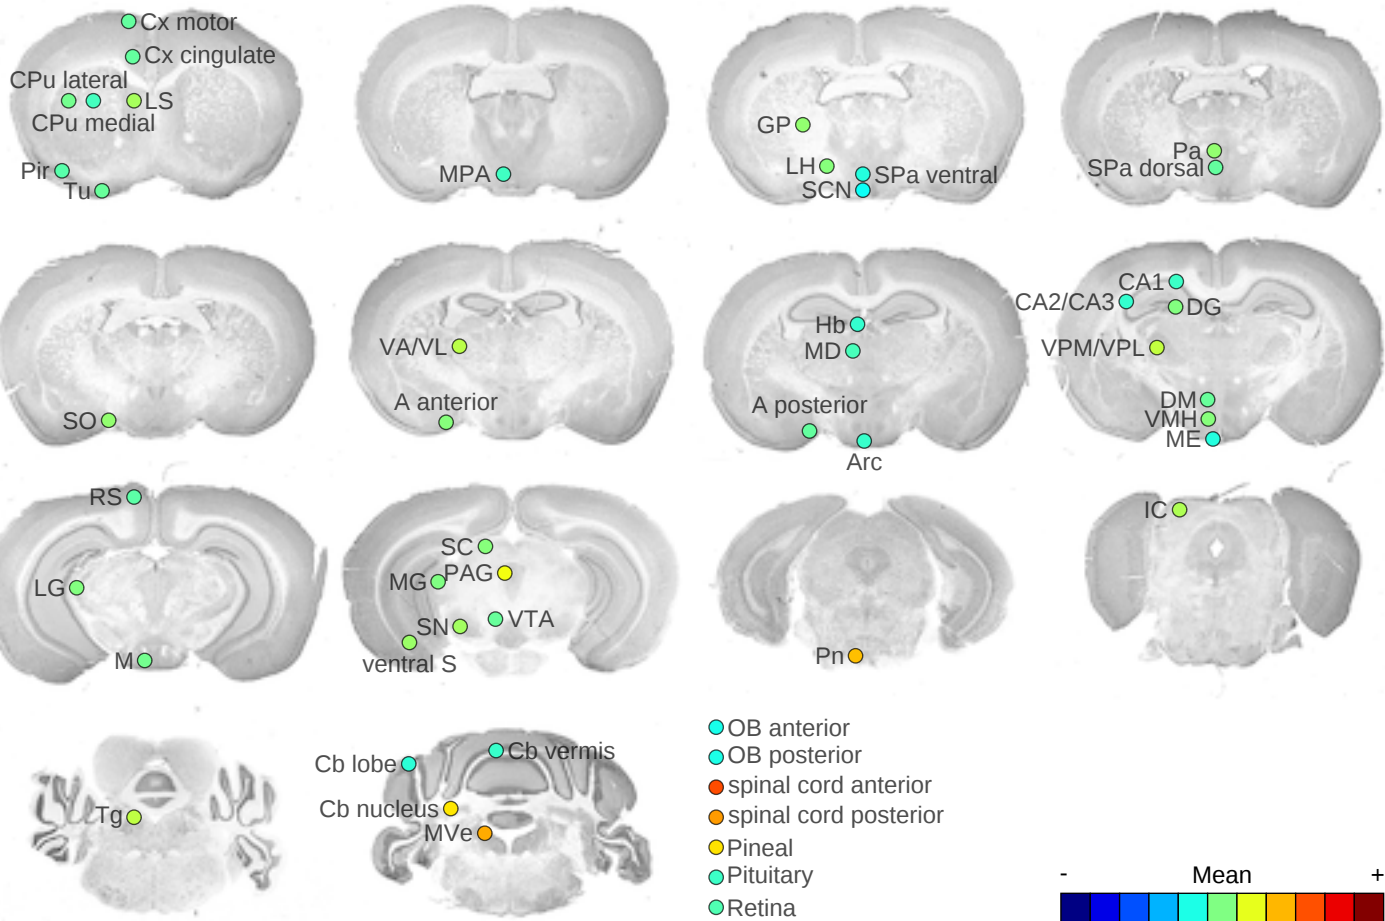 Cx motor
Cx cingulate
CPu lateral
LS
CPu medial
Pir
Tu
MPA
GP
LH
SPa ventral
SCN
Pa
SPa dorsal
SO
VA/VL
A anterior
Hb
MD
A posterior
Arc
CA1
CA2/CA3
DG
VPM/VPL
DM
VMH
ME
RS
LG
M
SC
PAG
MG
VTA
SN
ventral S
Pn
IC
Tg
Cb vermis
Cb lobe
Cb nucleus
MVe
OB anterior
OB posterior
spinal cord anterior
spinal cord posterior
Pineal
Pituitary
Retina
- Mean +